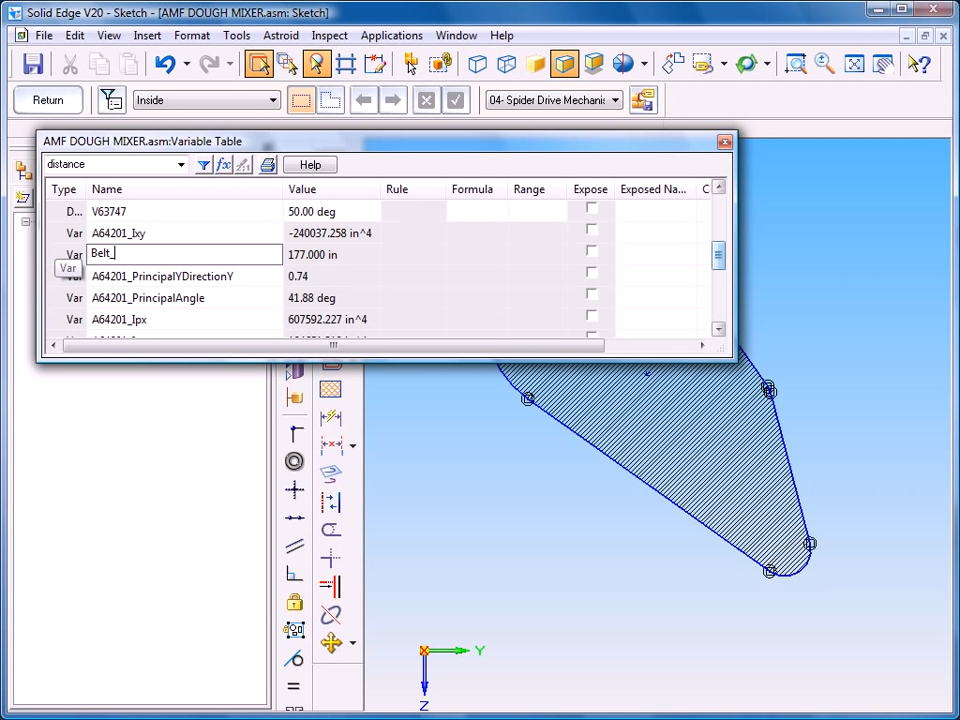 Solid Edge V20 - Sketch - [AMF DOUGH MIXER.asm: Sketch]
File Edit View Insert Format Tools Astroid Inspect Applications Window Help
Return Inside 04- Spider Drive Mechanis
AMF DOUGH MIXER.asm:Variable Table
distance Help
Type Name Value Rule Formula Range Expose Exposed Na... C
D... V63747 50.00 deg
Var A64201_Ixy -240037.258 in^4
Var Belt_ 177.000 in
Var
A64201_PrincipalYDirectionY 0.74
Var A64201_PrincipalAngle 41.88 deg
Var A64201_Ipx 607592.227 in^4
Y
Z